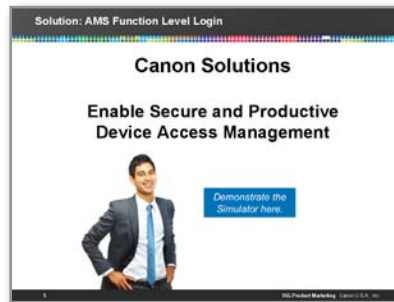 Solution: AMS Function Level Login
Canon Solutions
Enable Secure and Productive
Device Access Management
Demonstrate the
Simulator here.
5
ISG Product Marketing Canon U.S.A., Inc.